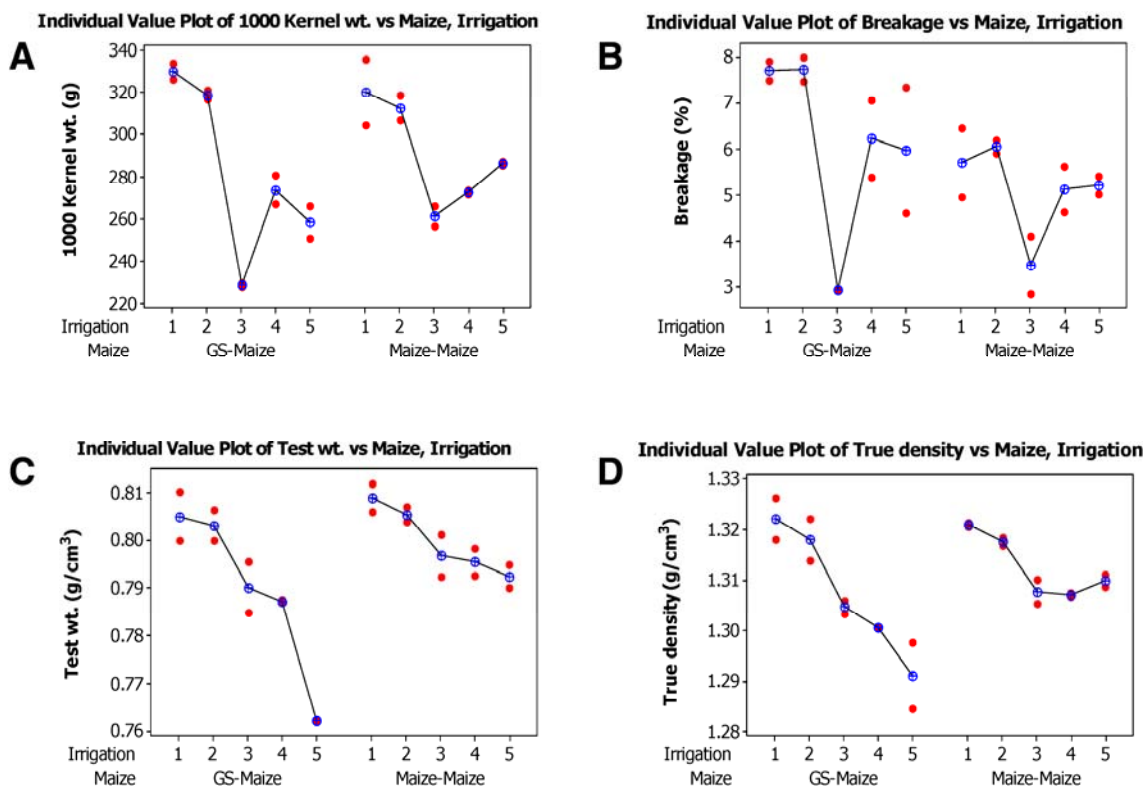 A
Individual Value Plot of 1000 Kernel wt. vs Maize, Irrigation
1000 Kernel wt. (g)
340
320
300
280
260
240
220
Irrigation 1 2 3 4 5 1 2 3 4 5
Maize GS-Maize Maize-Maize
B
Individual Value Plot of Breakage vs Maize, Irrigation
Breakage (%)
8
7
6
5
4
3
Irrigation 1 2 3 4 5 1 2 3 4 5
Maize GS-Maize Maize-Maize
C
Individual Value Plot of Test wt. vs Maize, Irrigation
Test wt. (g/cm³)
0.81
0.80
0.79
0.78
0.77
0.76
Irrigation 1 2 3 4 5 1 2 3 4 5
Maize GS-Maize Maize-Maize
D
Individual Value Plot of True density vs Maize, Irrigation
True density (g/cm³)
1.33
1.32
1.31
1.30
1.29
1.28
Irrigation 1 2 3 4 5 1 2 3 4 5
Maize GS-Maize Maize-Maize